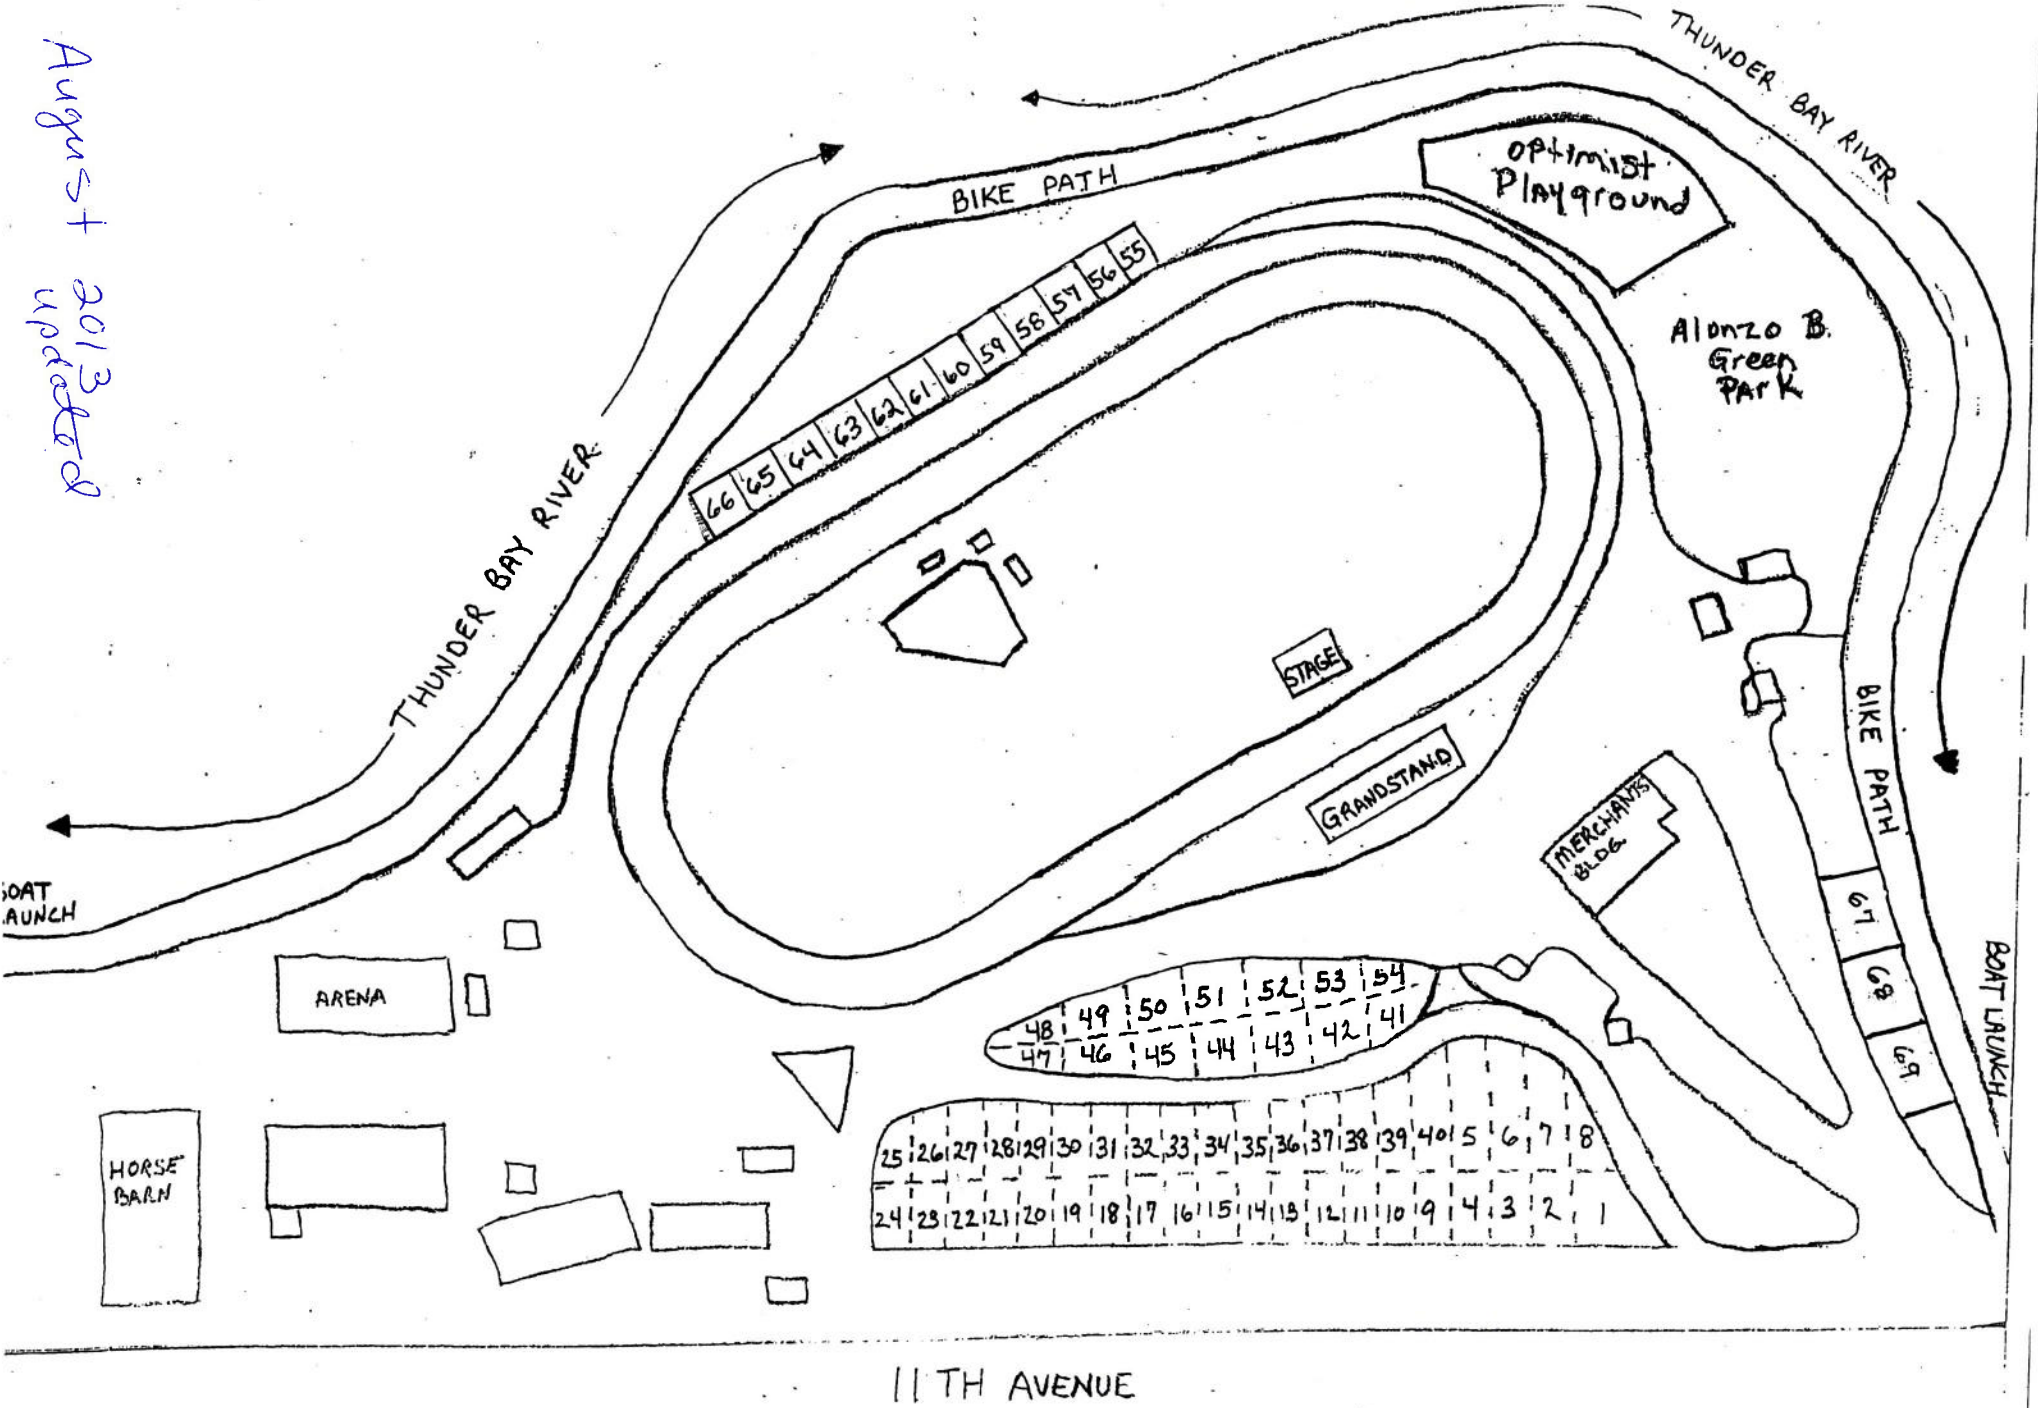 August 2013
updated
THUNDER BAY RIVER
BIKE PATH
optimist
Playground
Alonzo B.
Green
PArK
55
56
57
58
59
60
61
62
63
64
65
66
THUNDER BAY RIVER
STAGE
GRANDSTAND
BIKE PATH
MERCHANTS
BLDG.
67
68
69
BOAT LAUNCH
OAT
AUNCH
ARENA
48 49 50 51 52 53 54
47 46 45 44 43 42 41
HORSE
BARN
25 26 27 28 29 30 31 32 33 34 35 36 37 38 39 40 5 6 7 8
24 23 22 21 20 19 18 17 16 15 14 13 12 11 10 9 4 3 2 1
11TH AVENUE